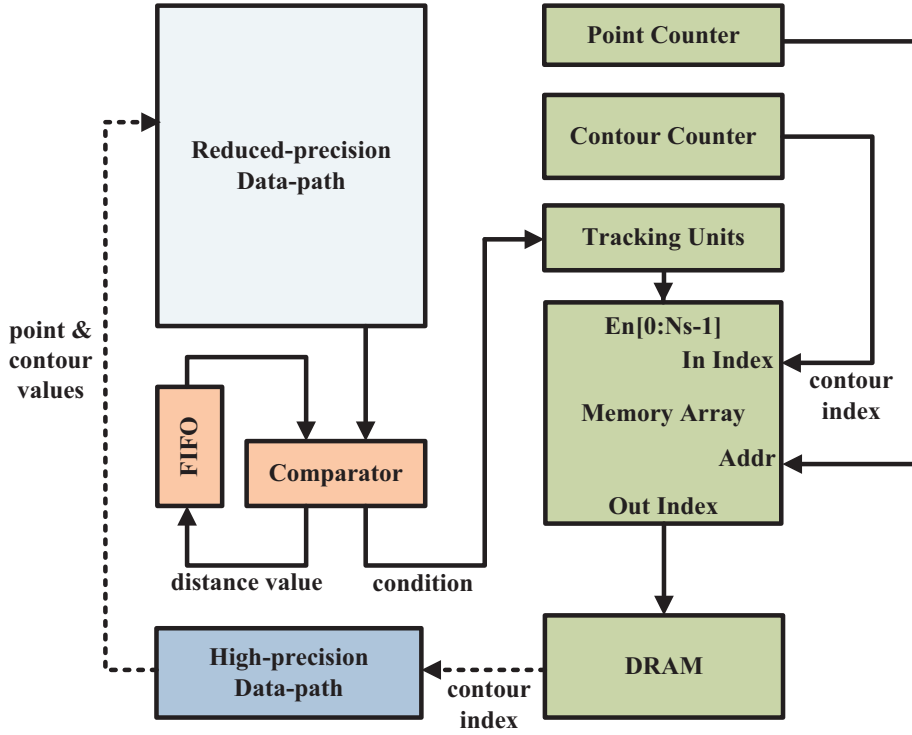 Point Counter
Contour Counter
Reduced-precision
Data-path
Tracking Units
point &
contour
values
En[0:Ns-1]
In Index
contour
index
Memory Array
FIFO
Comparator
Addr
Out Index
distance value
condition
High-precision
Data-path
contour
index
DRAM